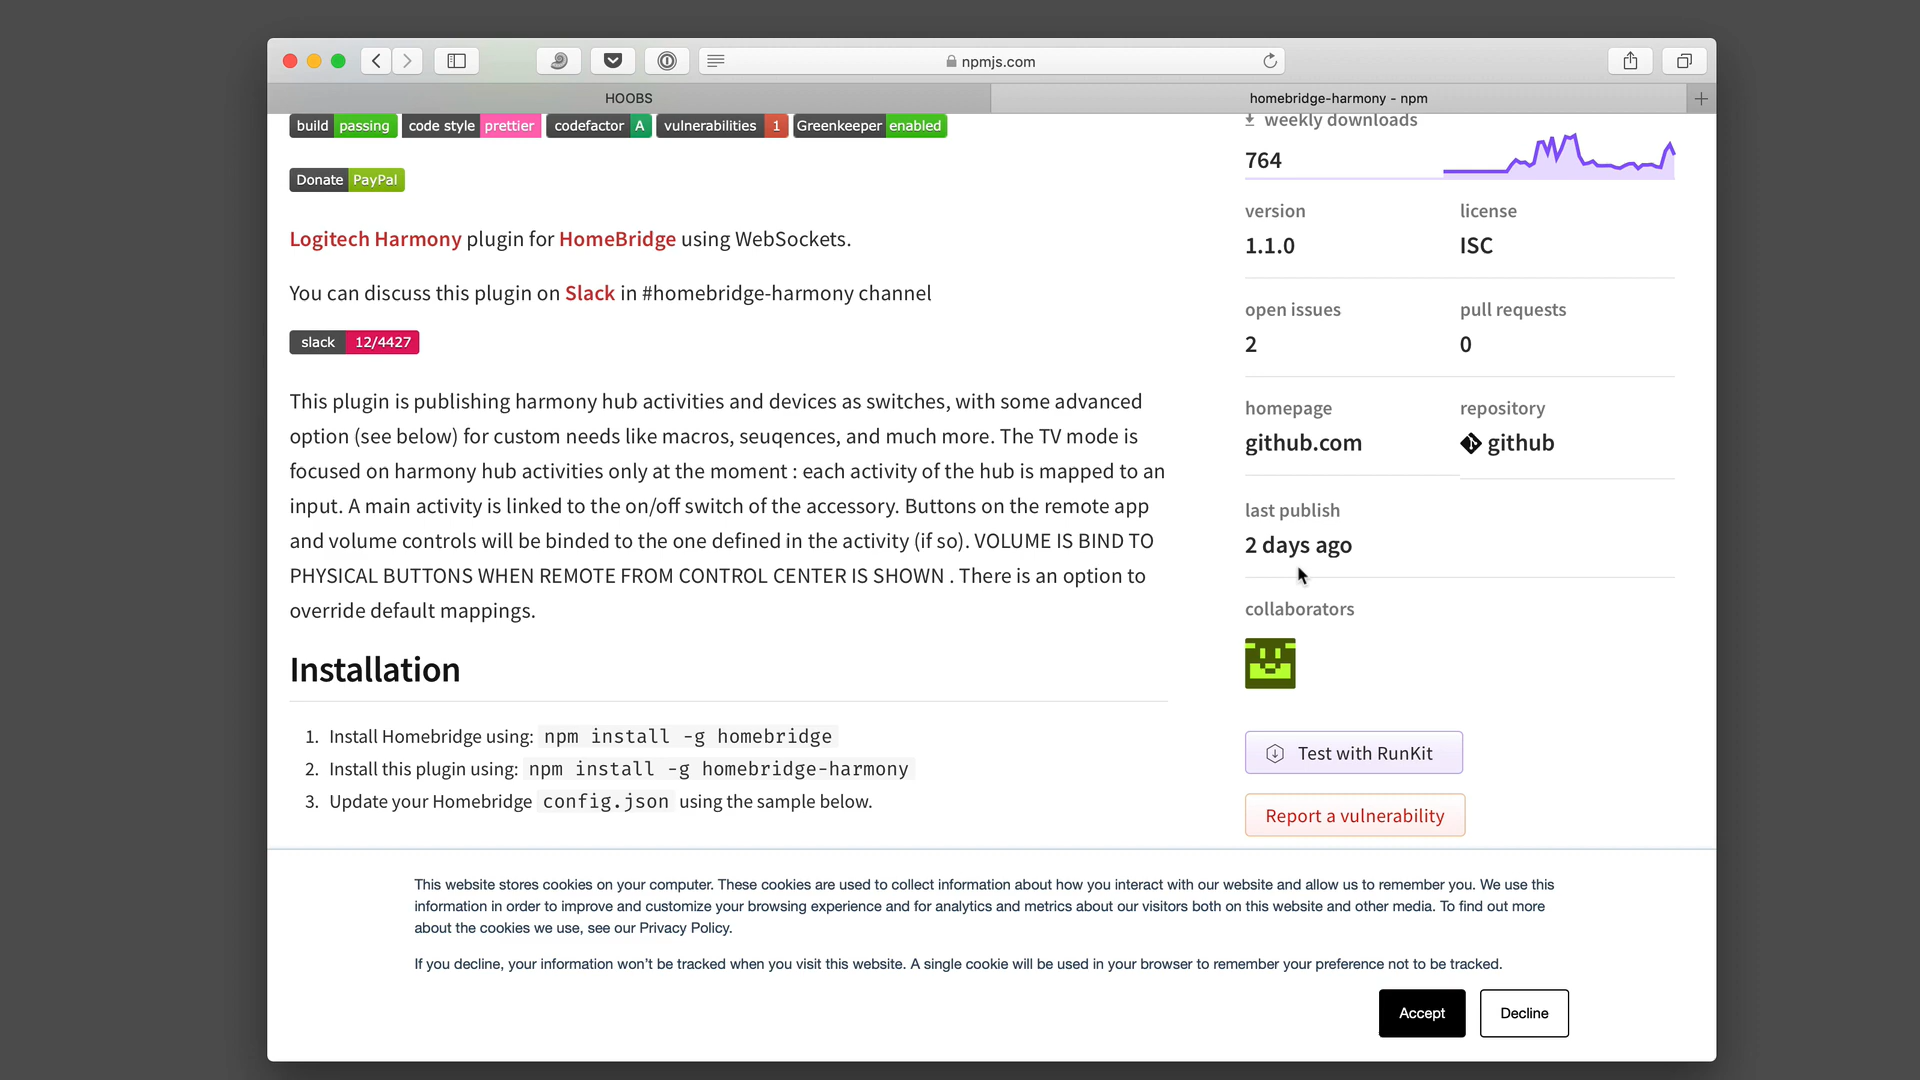 npmjs.com
HOOBS
homebridge-harmony - npm
build passing code style prettier codefactor A vulnerabilities 1 Greenkeeper enabled
Donate PayPal
Logitech Harmony plugin for HomeBridge using WebSockets.
You can discuss this plugin on Slack in #homebridge-harmony channel
slack 12/4427
This plugin is publishing harmony hub activities and devices as switches, with some advanced
option (see below) for custom needs like macros, seuqences, and much more. The TV mode is
focused on harmony hub activities only at the moment : each activity of the hub is mapped to an
input. A main activity is linked to the on/off switch of the accessory. Buttons on the remote app
and volume controls will be binded to the one defined in the activity (if so). VOLUME IS BIND TO
PHYSICAL BUTTONS WHEN REMOTE FROM CONTROL CENTER IS SHOWN . There is an option to
override default mappings.
Installation
1. Install Homebridge using: npm install -g homebridge
2. Install this plugin using: npm install -g homebridge-harmony
3. Update your Homebridge config.json using the sample below.
weekly downloads
764
version
1.1.0
license
ISC
open issues
2
pull requests
0
homepage
github.com
repository
github
last publish
2 days ago
collaborators
Test with RunKit
Report a vulnerability
This website stores cookies on your computer. These cookies are used to collect information about how you interact with our website and allow us to remember you. We use this
information in order to improve and customize your browsing experience and for analytics and metrics about our visitors both on this website and other media. To find out more
about the cookies we use, see our Privacy Policy.
If you decline, your information won't be tracked when you visit this website. A single cookie will be used in your browser to remember your preference not to be tracked.
Accept
Decline